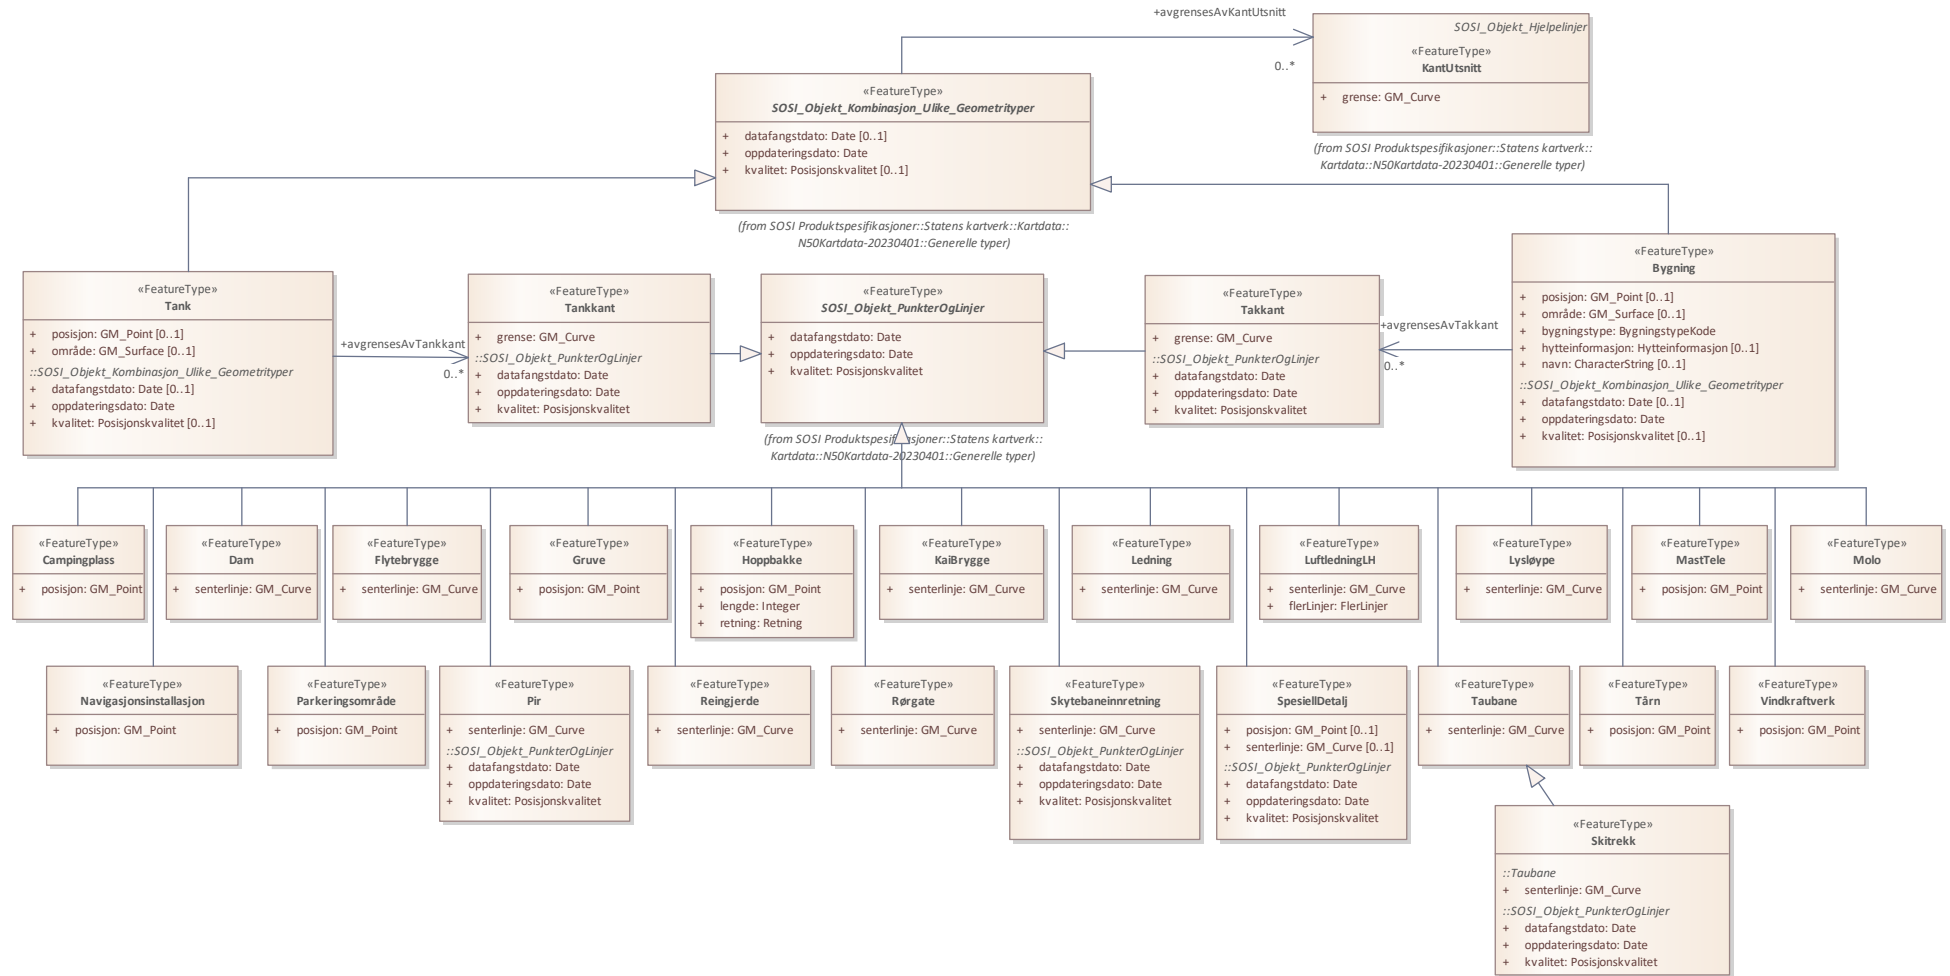 +avgrensesAvKantUtsnitt
0..*
SOSI_Objekt_Hjelpelinjer
«FeatureType»
KantUtsnitt
+ grense: GM_Curve
(from SOSI Produktspesifikasjoner::Statens kartverk::
Kartdata::N50Kartdata-20230401::Generelle typer)
«FeatureType»
SOSI_Objekt_Kombinasjon_Ulike_Geometrityper
+ datafangstdato: Date [0..1]
+ oppdateringsdato: Date
+ kvalitet: Posisjonskvalitet [0..1]
(from SOSI Produktspesifikasjoner::Statens kartverk::Kartdata::
N50Kartdata-20230401::Generelle typer)
«FeatureType»
Tank
+ posisjon: GM_Point [0..1]
+ område: GM_Surface [0..1]
::SOSI_Objekt_Kombinasjon_Ulike_Geometrityper
+ datafangstdato: Date [0..1]
+ oppdateringsdato: Date
+ kvalitet: Posisjonskvalitet [0..1]
+avgrensesAvTankkant
0..*
«FeatureType»
Tankkant
+ grense: GM_Curve
::SOSI_Objekt_PunkterOgLinjer
+ datafangstdato: Date
+ oppdateringsdato: Date
+ kvalitet: Posisjonskvalitet
«FeatureType»
SOSI_Objekt_PunkterOgLinjer
+ datafangstdato: Date
+ oppdateringsdato: Date
+ kvalitet: Posisjonskvalitet
(from SOSI Produktspesifikasjoner::Statens kartverk::
Kartdata::N50Kartdata-20230401::Generelle typer)
«FeatureType»
Takkant
+ grense: GM_Curve
::SOSI_Objekt_PunkterOgLinjer
+ datafangstdato: Date
+ oppdateringsdato: Date
+ kvalitet: Posisjonskvalitet
+avgrensesAvTakkant
0..*
«FeatureType»
Bygning
+ posisjon: GM_Point [0..1]
+ område: GM_Surface [0..1]
+ bygningstype: BygningstypeKode
+ hytteinformasjon: Hytteinformasjon [0..1]
+ navn: CharacterString [0..1]
::SOSI_Objekt_Kombinasjon_Ulike_Geometrityper
+ datafangstdato: Date [0..1]
+ oppdateringsdato: Date
+ kvalitet: Posisjonskvalitet [0..1]
«FeatureType»
Campingplass
+ posisjon: GM_Point
«FeatureType»
Dam
+ senterlinje: GM_Curve
«FeatureType»
Flytebrygge
+ senterlinje: GM_Curve
«FeatureType»
Gruve
+ posisjon: GM_Point
«FeatureType»
Hoppbakke
+ posisjon: GM_Point
+ lengde: Integer
+ retning: Retning
«FeatureType»
KaiBrygge
+ senterlinje: GM_Curve
«FeatureType»
Ledning
+ senterlinje: GM_Curve
«FeatureType»
LuftledningLH
+ senterlinje: GM_Curve
+ flerLinjer: FlerLinjer
«FeatureType»
Lysløype
+ senterlinje: GM_Curve
«FeatureType»
MastTele
+ posisjon: GM_Point
«FeatureType»
Molo
+ senterlinje: GM_Curve
«FeatureType»
Navigasjonsinstallasjon
+ posisjon: GM_Point
«FeatureType»
Parkeringsområde
+ posisjon: GM_Point
«FeatureType»
Pir
+ senterlinje: GM_Curve
::SOSI_Objekt_PunkterOgLinjer
+ datafangstdato: Date
+ oppdateringsdato: Date
+ kvalitet: Posisjonskvalitet
«FeatureType»
Reingjerde
+ senterlinje: GM_Curve
«FeatureType»
Rørgate
+ senterlinje: GM_Curve
«FeatureType»
Skytebaneinnretning
+ senterlinje: GM_Curve
::SOSI_Objekt_PunkterOgLinjer
+ datafangstdato: Date
+ oppdateringsdato: Date
+ kvalitet: Posisjonskvalitet
«FeatureType»
SpesiellDetalj
+ posisjon: GM_Point [0..1]
+ senterlinje: GM_Curve [0..1]
::SOSI_Objekt_PunkterOgLinjer
+ datafangstdato: Date
+ oppdateringsdato: Date
+ kvalitet: Posisjonskvalitet
«FeatureType»
Taubane
+ senterlinje: GM_Curve
«FeatureType»
Tårn
+ posisjon: GM_Point
«FeatureType»
Vindkraftverk
+ posisjon: GM_Point
«FeatureType»
Skitrekk
::Taubane
+ senterlinje: GM_Curve
::SOSI_Objekt_PunkterOgLinjer
+ datafangstdato: Date
+ oppdateringsdato: Date
+ kvalitet: Posisjonskvalitet